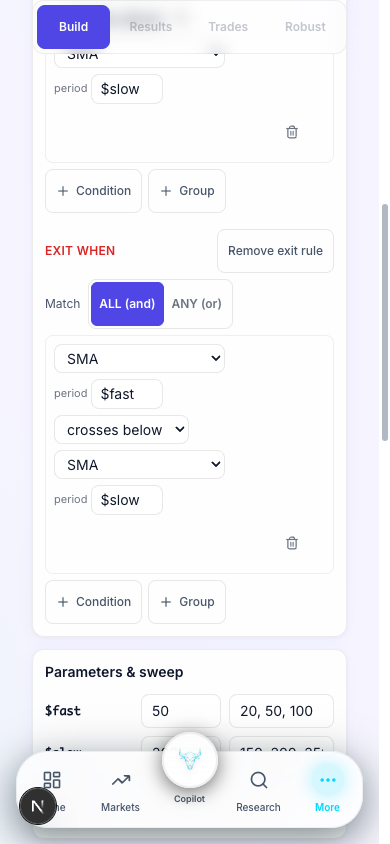 Build Results Trades Robust
SMA
period $slow
+ Condition + Group
EXIT WHEN Remove exit rule
Match ALL (and) ANY (or)
SMA
period $fast
crosses below
SMA
period $slow
+ Condition + Group
Parameters & sweep
$fast 50 20, 50, 100
$slow
N Markets Copilot Research More